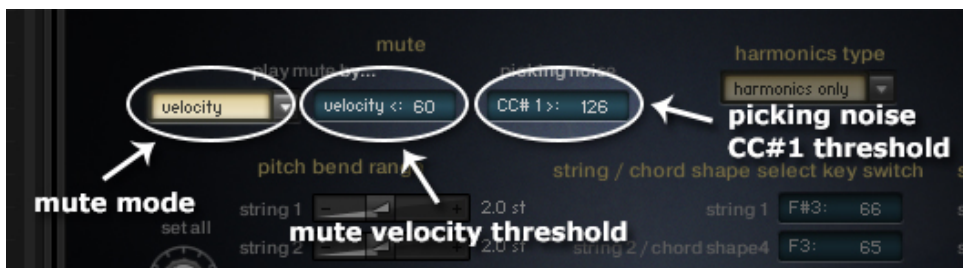 mute
harmonics type
play mute by...
picking noise
harmonics only
velocity
velocity <: 60
CC# 1 >: 126
picking noise
CC#1 threshold
pitch bend range
string / chord shape select key switch
mute mode
string 1
- +
2.0 st
string 1
F#3: 66
set all
mute velocity threshold
string 2
- +
2.0 st
string 2 / chord shape4
F3: 65